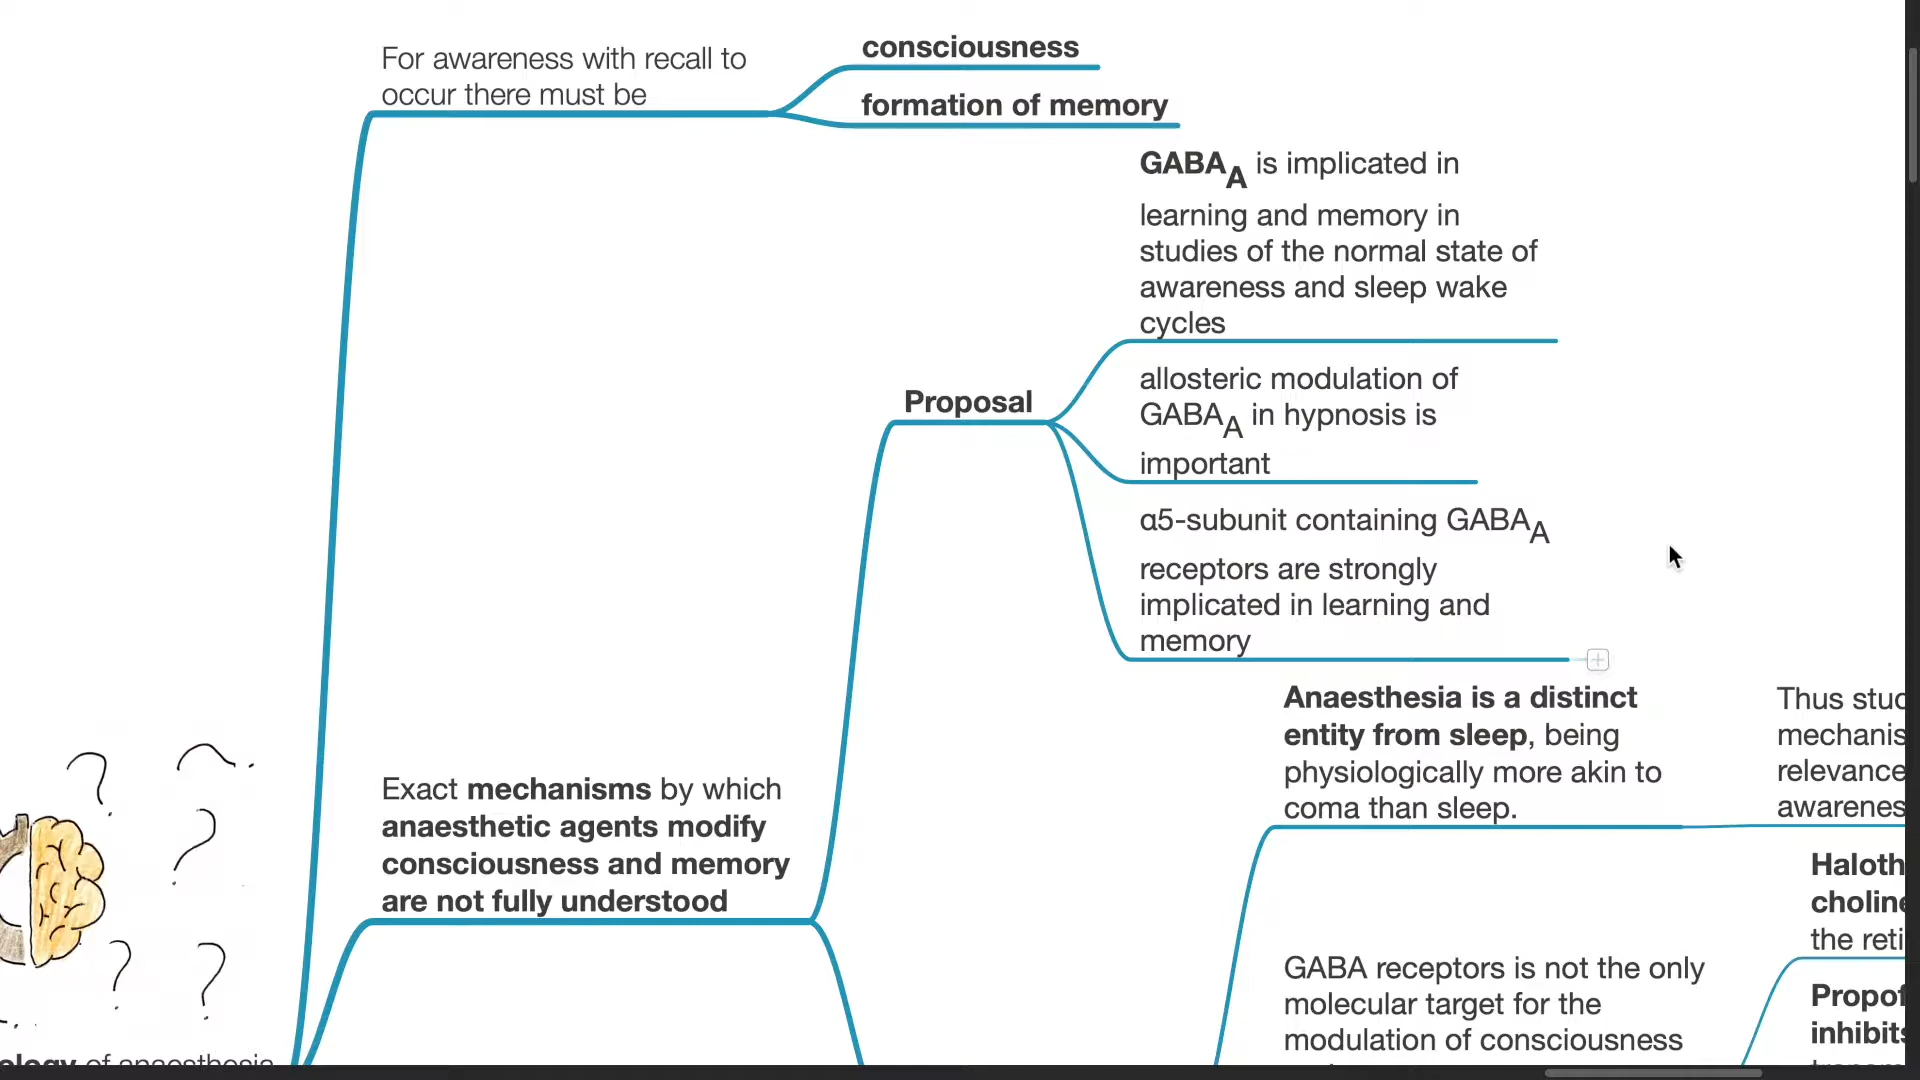 For awareness with recall to
occur there must be
consciousness
formation of memory
GABAA is implicated in
learning and memory in
studies of the normal state of
awareness and sleep wake
cycles
Proposal
allosteric modulation of
GABAA in hypnosis is
important
α5-subunit containing GABAA
receptors are strongly
implicated in learning and
memory
Exact mechanisms by which
anaesthetic agents modify
consciousness and memory
are not fully understood
Anaesthesia is a distinct
entity from sleep, being
physiologically more akin to
coma than sleep.
Thus
GABA receptors is not the only
molecular target for the
modulation of consciousness
the
of anaesthesia